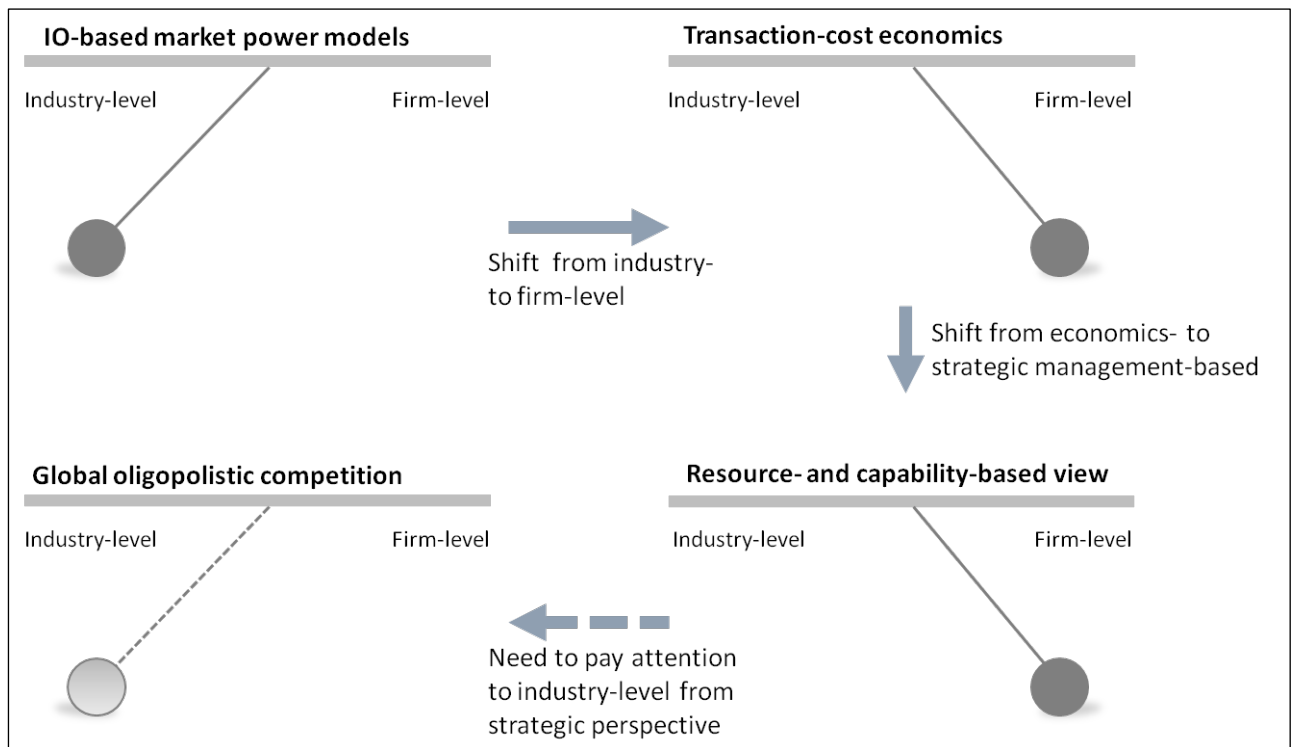 IO-based market power models
Industry-level
Firm-level
Transaction-cost economics
Industry-level
Firm-level
Shift from industry-
to firm-level
Shift from economics- to
strategic management-based
Global oligopolistic competition
Industry-level
Firm-level
Resource- and capability-based view
Industry-level
Firm-level
Need to pay attention
to industry-level from
strategic perspective